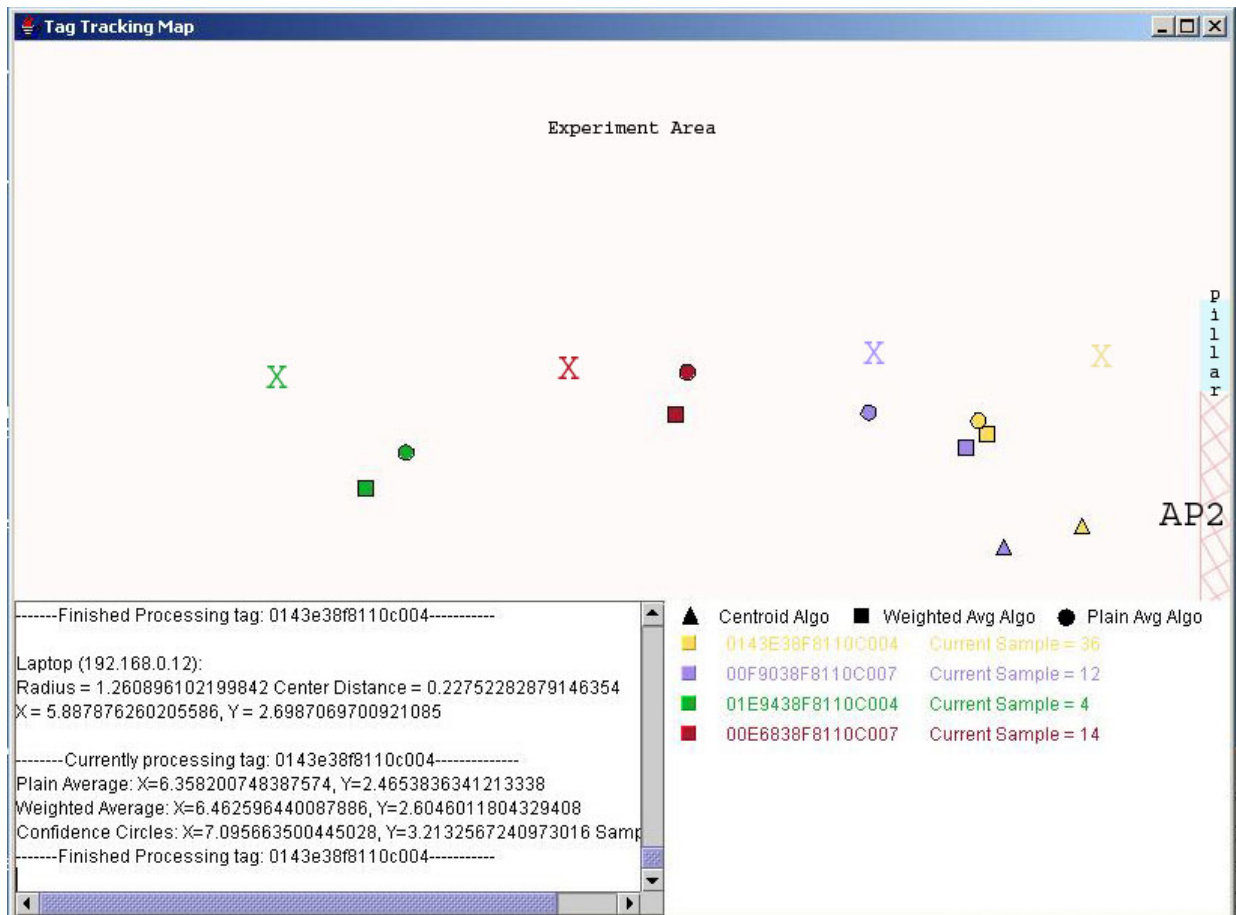 Tag Tracking Map
Experiment Area
pillar
X
X
X
X
AP2
-------Finished Processing tag: 0143e38f8110c004-----------
Laptop (192.168.0.12):
Radius = 1.260896102199842 Center Distance = 0.22752282879146354
X = 5.887876260205586, Y = 2.6987069700921085
--------Currently processing tag: 0143e38f8110c004--------------
Plain Average: X=6.358200748387574, Y=2.4653836341213338
Weighted Average: X=6.462596440087886, Y=2.6046011804329408
Confidence Circles: X=7.095663500445028, Y=3.2132567240973016 Samp
-------Finished Processing tag: 0143e38f8110c004-----------
Centroid Algo Weighted Avg Algo Plain Avg Algo
0143E38F8110C004 Current Sample = 36
00F9038F8110C007 Current Sample = 12
01E9438F8110C004 Current Sample = 4
00E6838F8110C007 Current Sample = 14